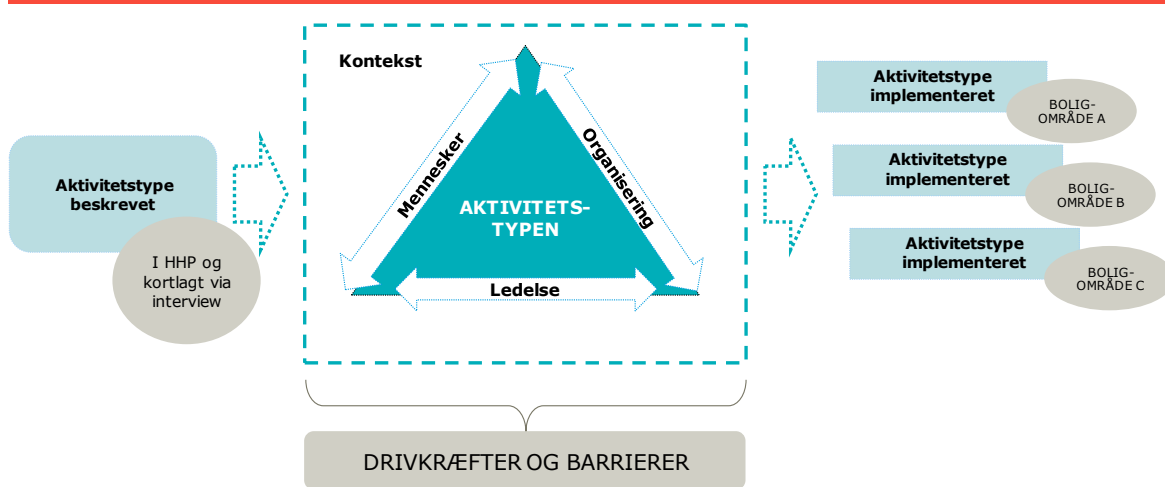 Aktivitetstype
beskrevet
I HHP og
kortlagt via
interview
Kontekst
Mennesker
Organisering
AKTIVITETS-
TYPEN
Ledelse
DRIVKRÆFTER OG BARRIERER
Aktivitetstype
implementeret
BOLIG-
OMRÅDE A
Aktivitetstype
implementeret
BOLIG-
OMRÅDE B
Aktivitetstype
implementeret
BOLIG-
OMRÅDE C